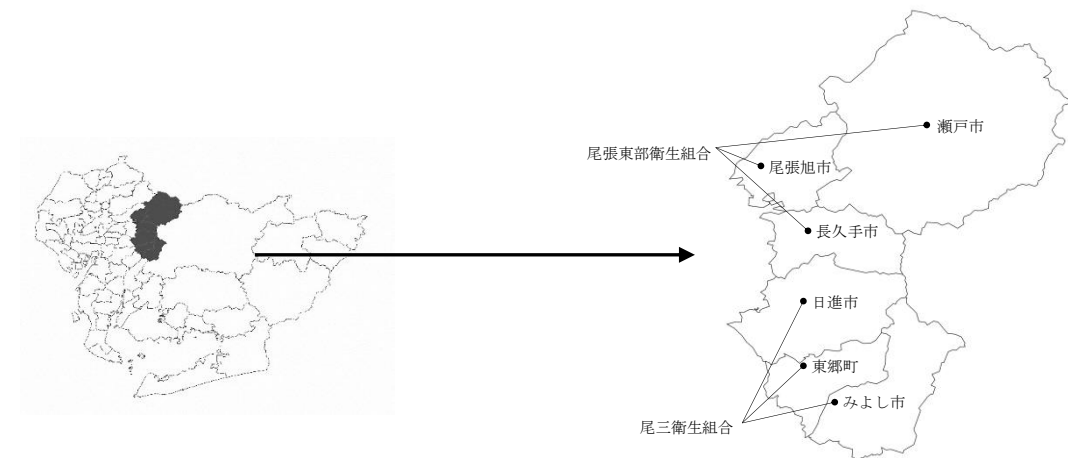 瀬戸市
尾張東部衛生組合
尾張旭市
長久手市
日進市
東郷町
みよし市
尾三衛生組合